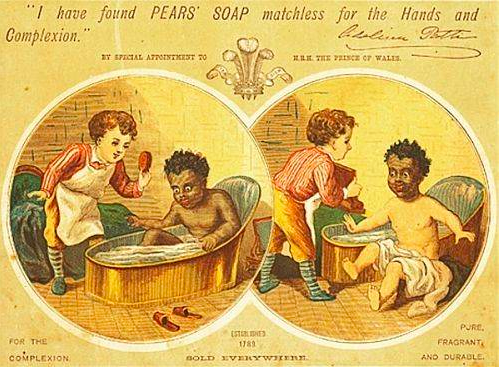 "I have found PEARS' SOAP matchless for the Hands and
Complexion."
Adelina Patti
BY SPECIAL APPOINTMENT TO H.R.H. THE PRINCE OF WALES.
FOR THE
COMPLEXION.
ESTABLISHED
1789
SOLD EVERYWHERE.
PURE,
FRAGRANT,
AND DURABLE.